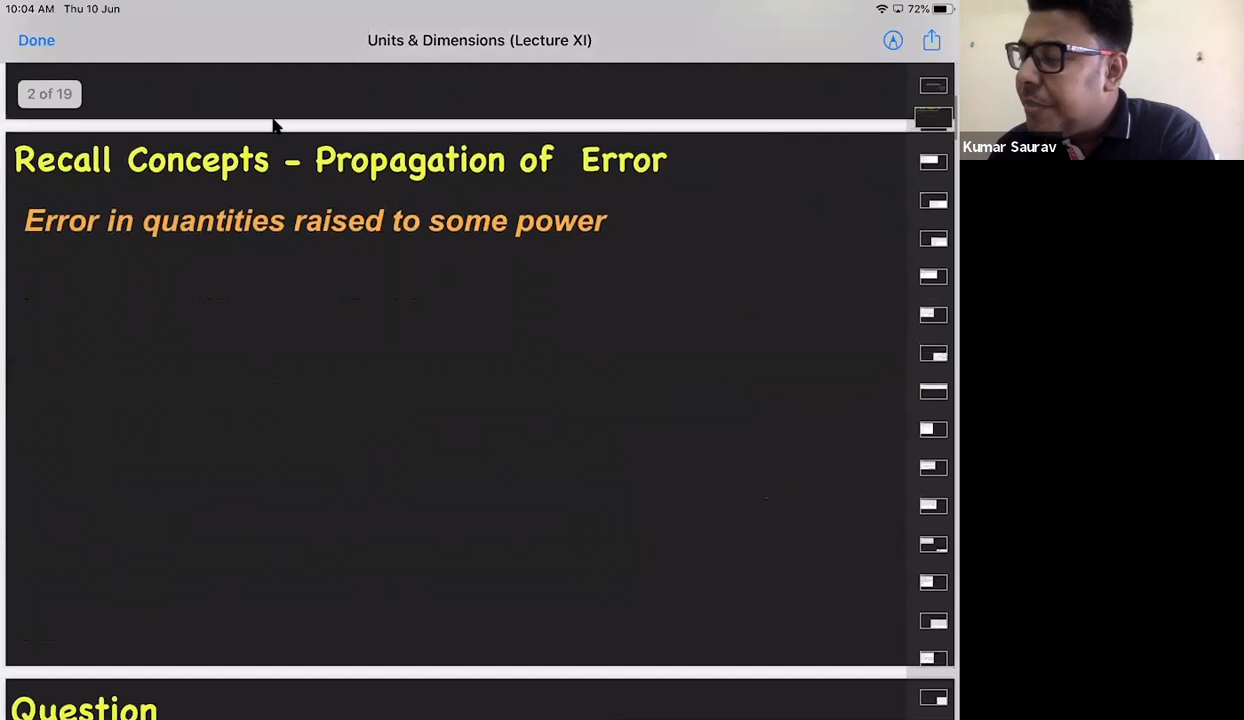 10:04 AM Thu 10 Jun
72%
Done
Units & Dimensions (Lecture XI)
2 of 19
Recall Concepts - Propagation of Error
Error in quantities raised to some power
Question
Kumar Saurav